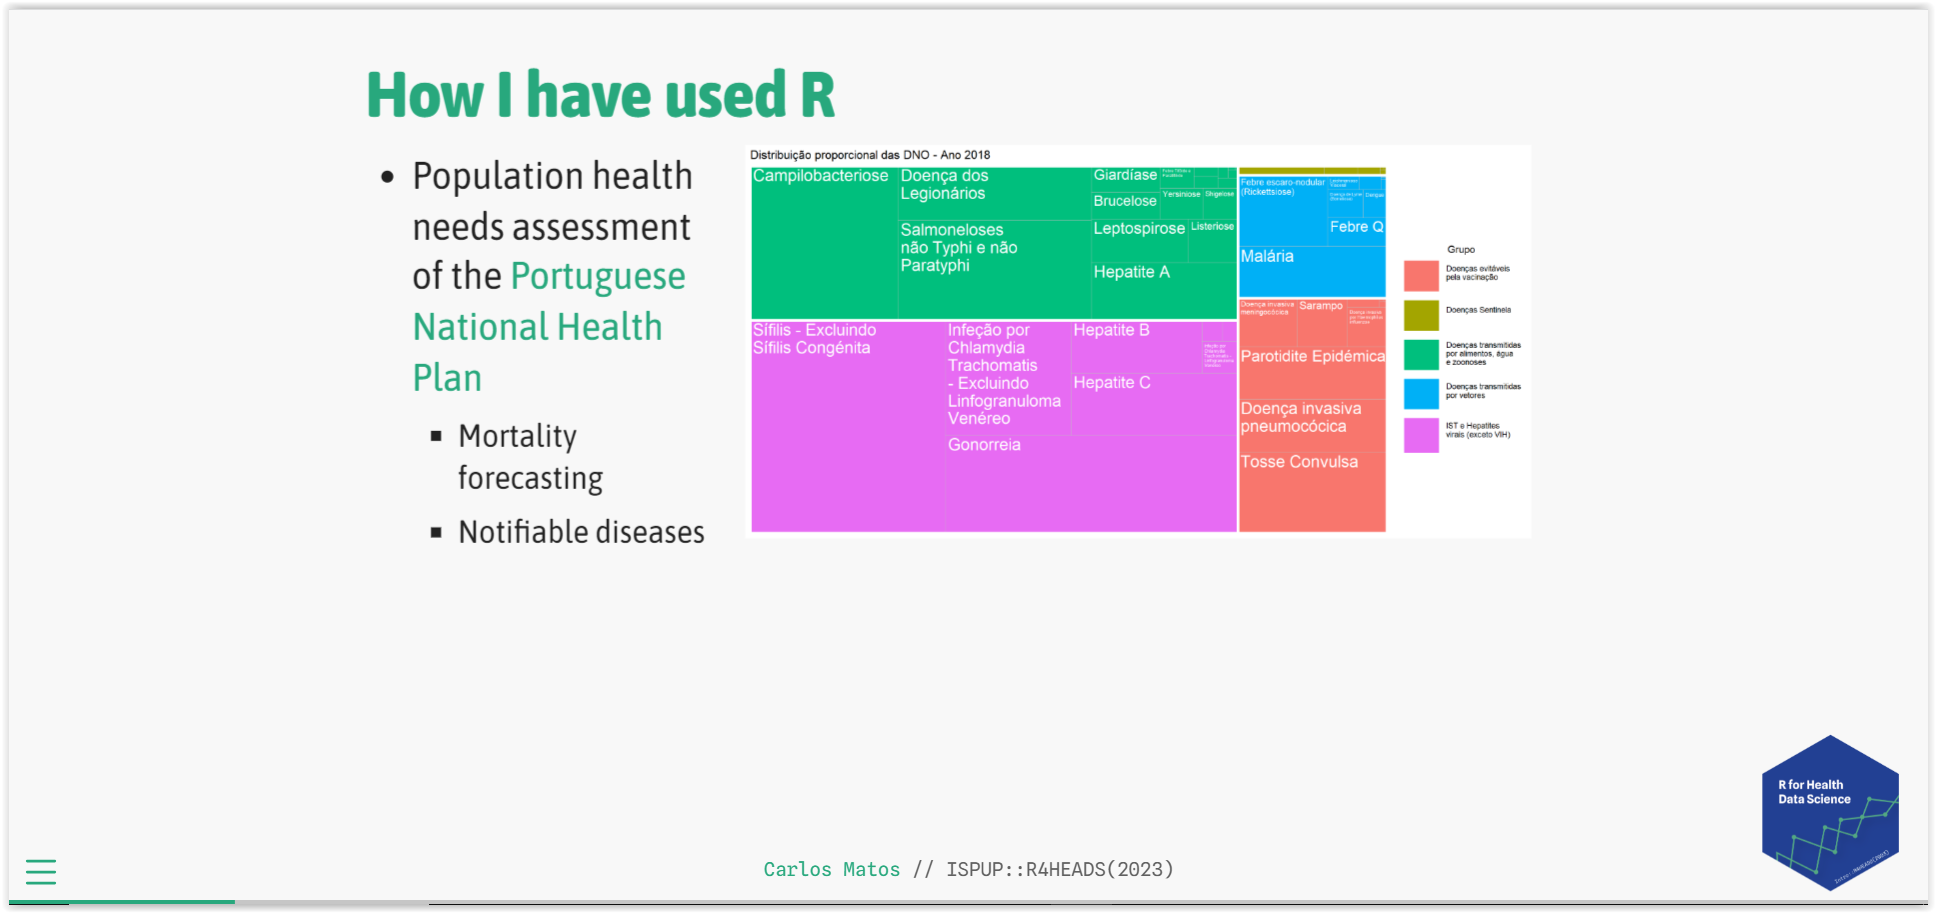 How I have used R
Population health
needs assessment
of the Portuguese
National Health
Plan
Mortality
forecasting
Notifiable diseases
Distribuição proporcional das DNO - Ano 2018
Campilobacteriose
Doença dos
Legionários
Salmoneloses
não Typhi e não
Paratyphi
Giardíase
Brucelose
Yersiniose
Shigelose
Leptospirose
Listeriose
Hepatite A
Sífilis - Excluindo
Sífilis Congénita
Infeção por
Chlamydia
Trachomatis
- Excluindo
Linfogranuloma
Venéreo
Gonorreia
Hepatite B
Hepatite C
Febre escaro-nodular
(Rickettsiose)
Dengue
Febre Q
Malária
Doença invasiva
meningocócica
Sarampo
Parotidite Epidémica
Doença invasiva
pneumocócica
Tosse Convulsa
Grupo
Doenças evitáveis
pela vacinação
Doenças Sentinela
Doenças transmitidas
por alimentos, água
e zoonoses
Doenças transmitidas
por vetores
IST e Hepatites
virais (exceto VIH)
R for Health
Data Science
Carlos Matos // ISPUP::R4HEADS(2023)